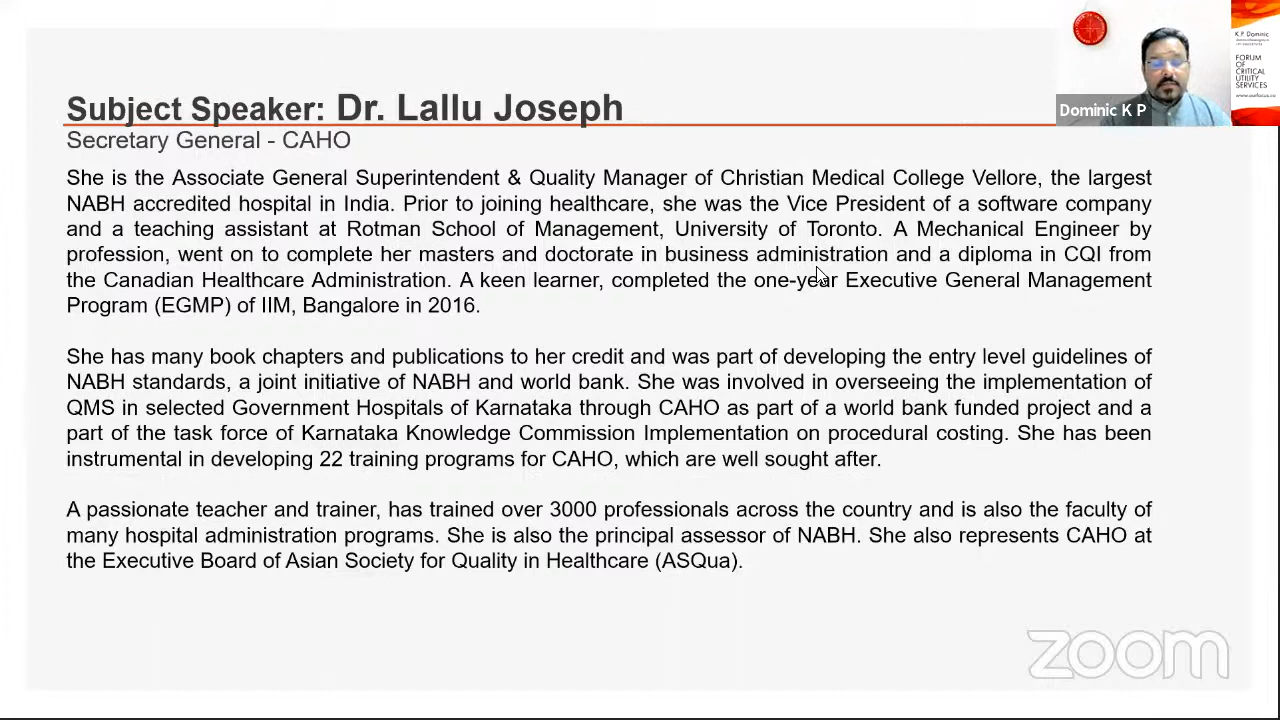 Subject Speaker: Dr. Lallu Joseph
Secretary General - CAHO
She is the Associate General Superintendent & Quality Manager of Christian Medical College Vellore, the largest
NABH accredited hospital in India. Prior to joining healthcare, she was the Vice President of a software company
and a teaching assistant at Rotman School of Management, University of Toronto. A Mechanical Engineer by
profession, went on to complete her masters and doctorate in business administration and a diploma in CQI from
the Canadian Healthcare Administration. A keen learner, completed the one-year Executive General Management
Program (EGMP) of IIM, Bangalore in 2016.
She has many book chapters and publications to her credit and was part of developing the entry level guidelines of
NABH standards, a joint initiative of NABH and world bank. She was involved in overseeing the implementation of
QMS in selected Government Hospitals of Karnataka through CAHO as part of a world bank funded project and a
part of the task force of Karnataka Knowledge Commission Implementation on procedural costing. She has been
instrumental in developing 22 training programs for CAHO, which are well sought after.
A passionate teacher and trainer, has trained over 3000 professionals across the country and is also the faculty of
many hospital administration programs. She is also the principal assessor of NABH. She also represents CAHO at
the Executive Board of Asian Society for Quality in Healthcare (ASQua).
Dominic K P
K P Dominic
FORUM
OF
CRITICAL
UTILITY
SERVICES
zoom